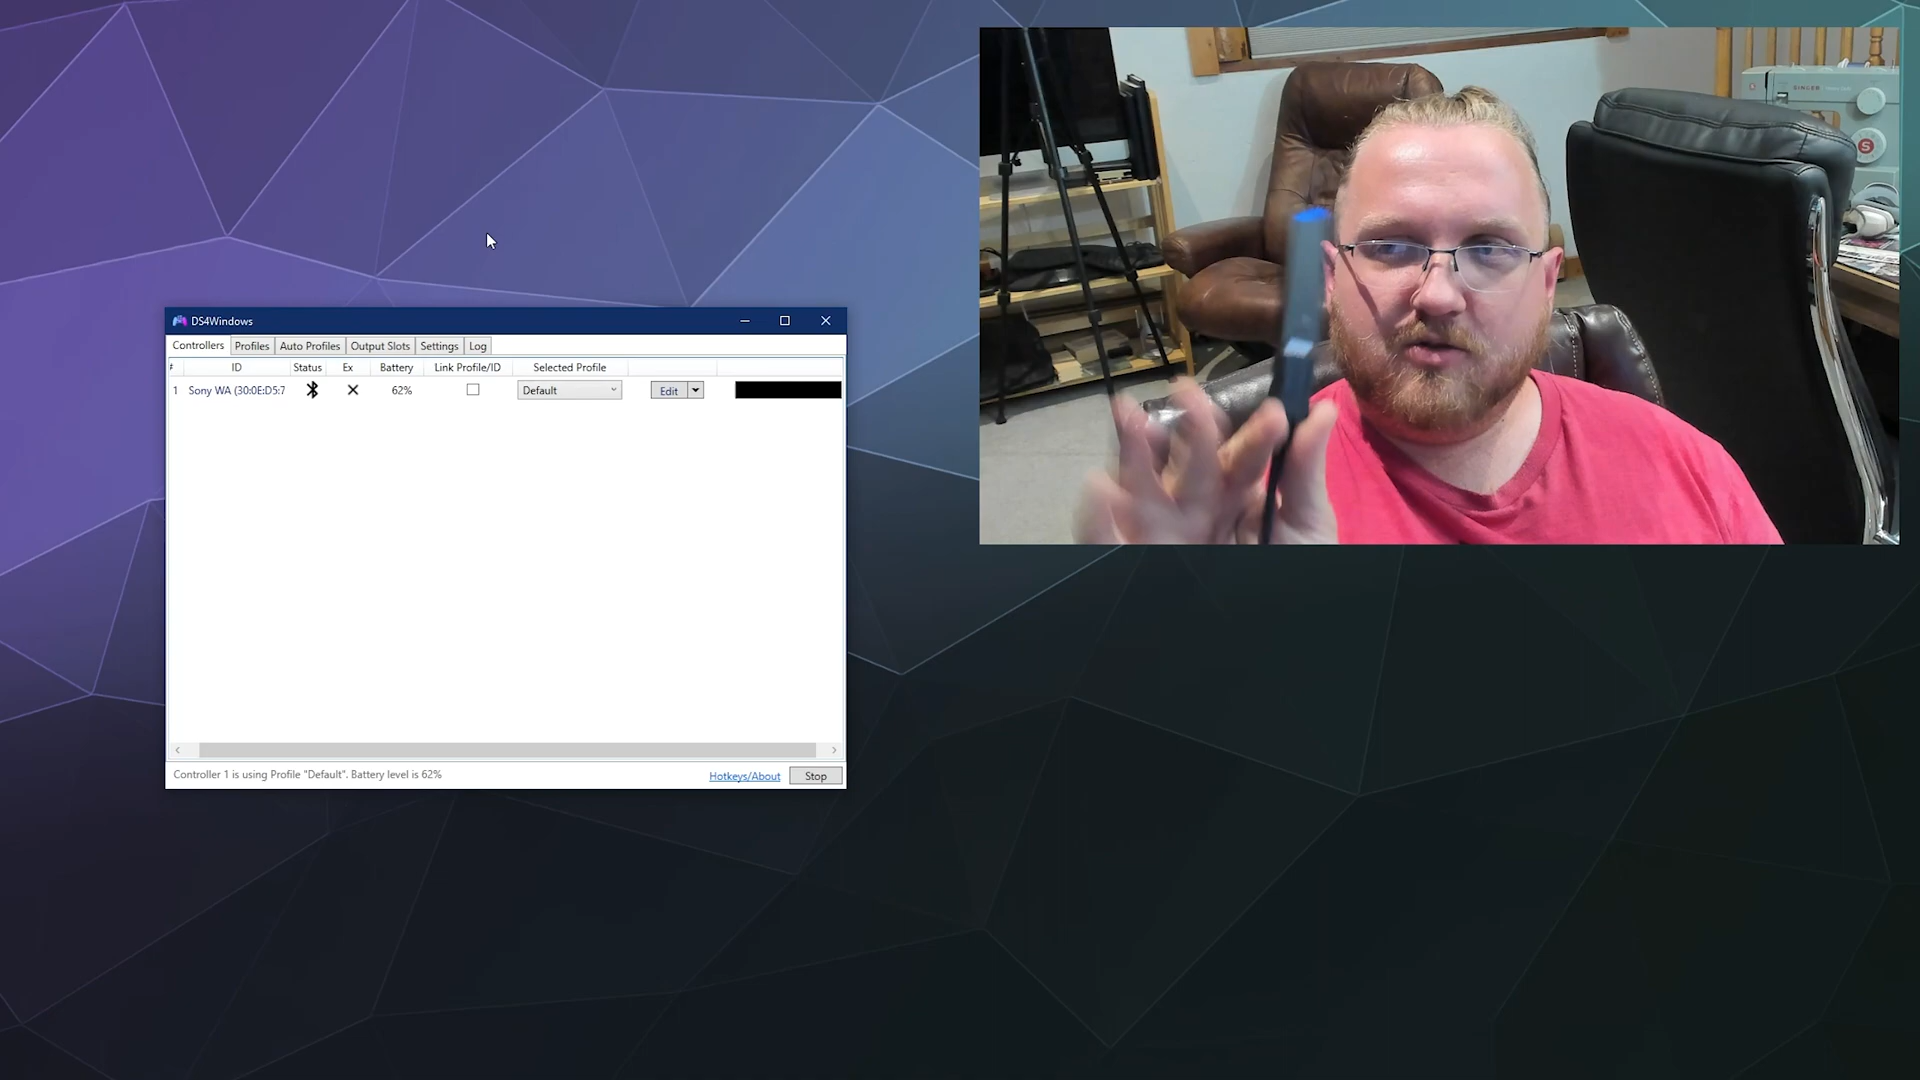 DS4Windows
Controllers Profiles Auto Profiles Output Slots Settings Log
# ID Status Ex Battery Link Profile/ID Selected Profile
1 Sony WA (30:0E:D5:7 62% Default Edit
Controller 1 is using Profile "Default". Battery level is 62% Hotkeys/About Stop
SINGER
S